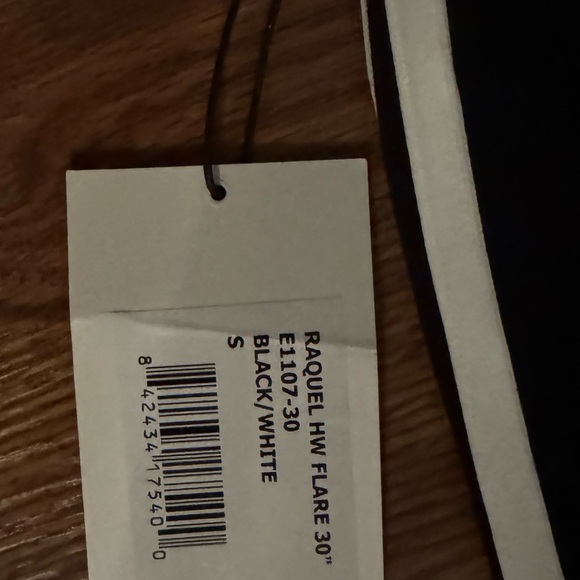 RAQUEL HW FLARE 30"
E1107-30
BLACK/WHITE
S
8 42434 17540 0